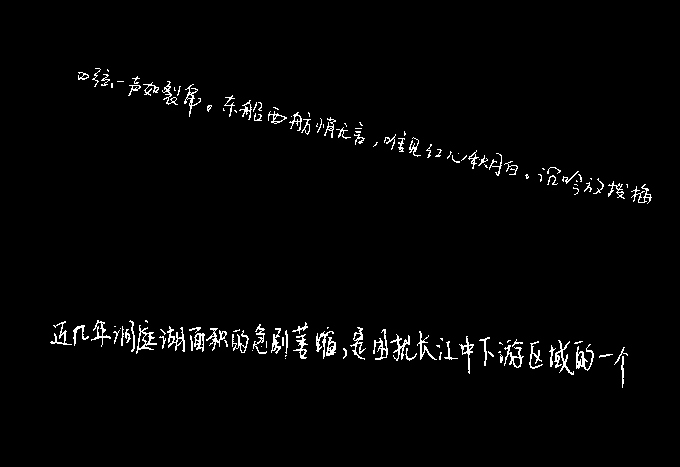 四弦一声如裂帛。东船西舫悄无言，唯见江心秋月白。沉吟放拨插
近几年洞庭湖面积的急剧萎缩，是困扰长江中下游区域的一个